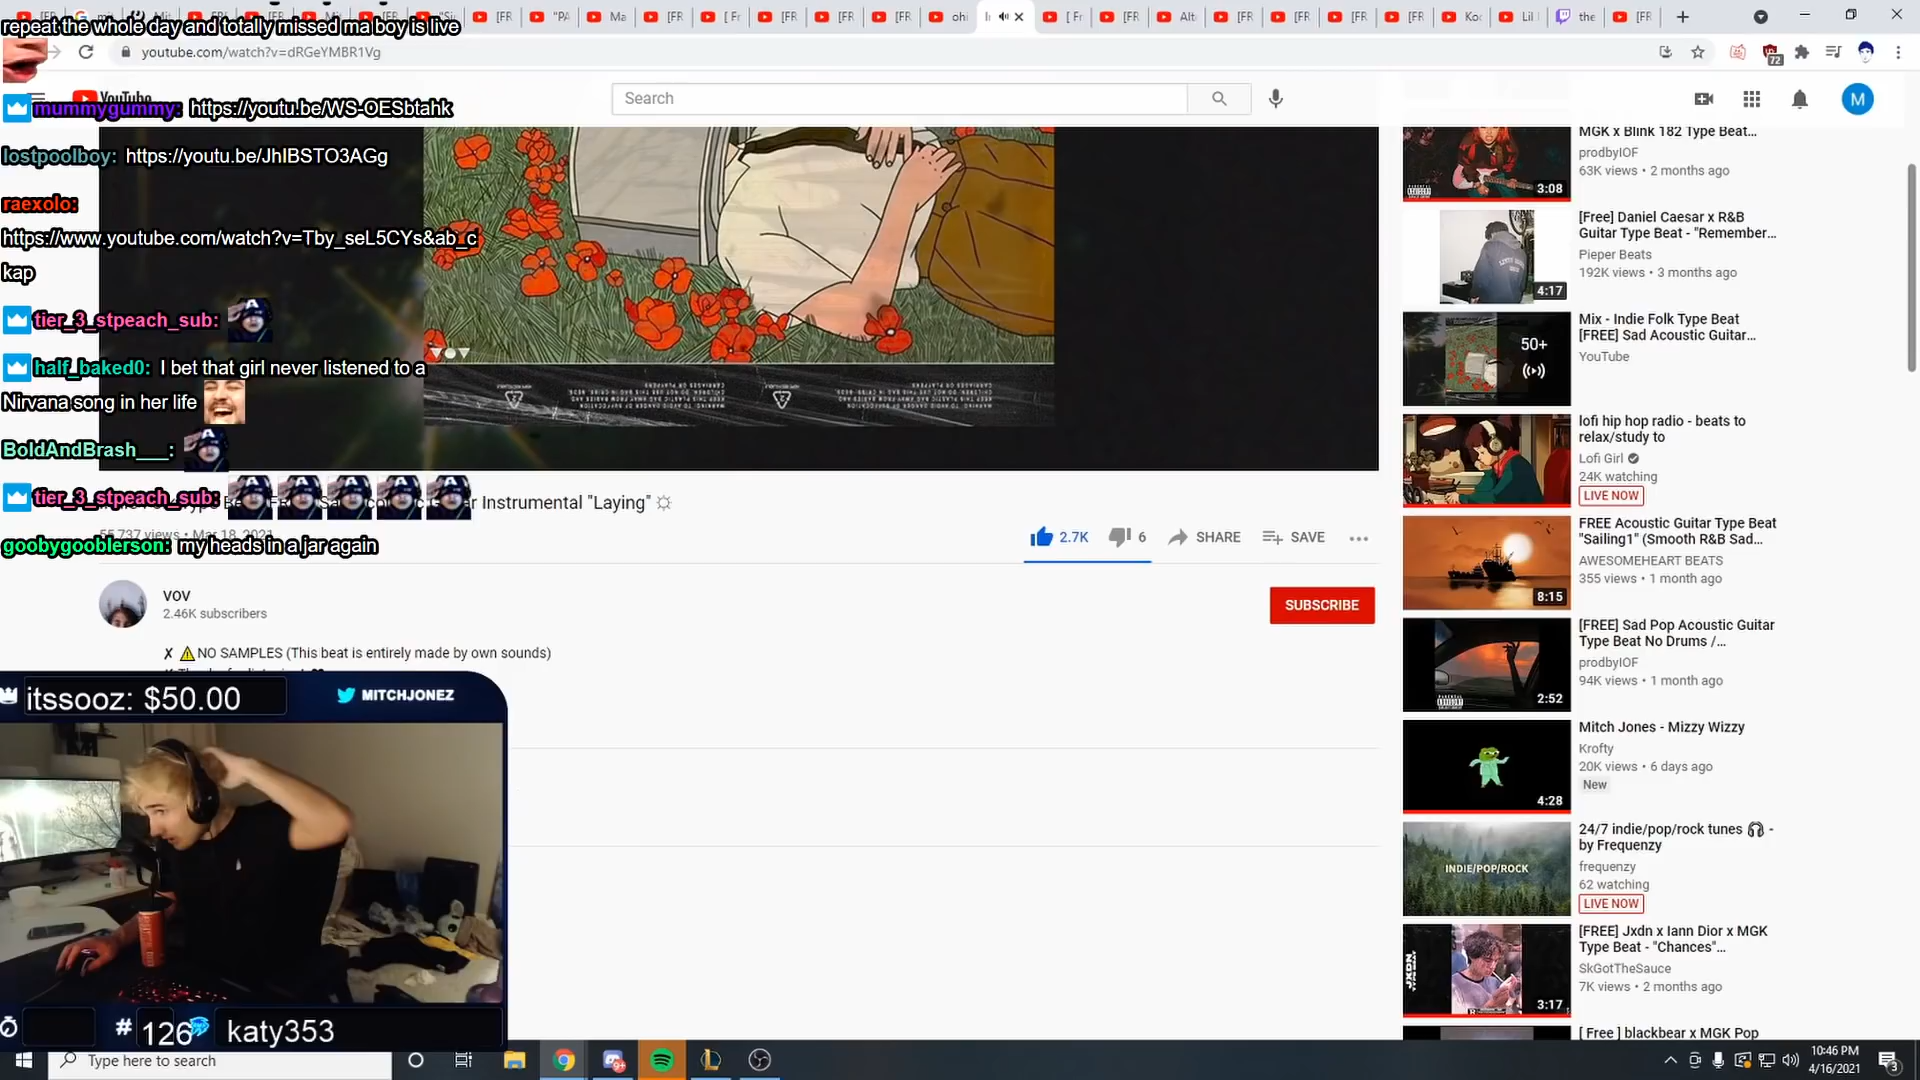 repeat the whole day and totally missed ma boy is live
youtube.com/watch?v=dRGeYMBR1Vg
72
YouTube
Search
M
mummygummy: https://youtu.be/WS-OESbtahk
lostpoolboy: https://youtu.be/JhIBSTO3AGg
raexolo:
https://www.youtube.com/watch?v=Tby_seL5CYs&ab_c
kap
tier_3_stpeach_sub:
half_baked0: I bet that girl never listened to a
Nirvana song in her life
BoldAndBrash___:
tier_3_stpeach_sub:
Instrumental "Laying"
55,737 views • Mar 18, 2021
goobygooblerson: my heads in a jar again
2.7K
6
SHARE
SAVE
VOV
2.46K subscribers
SUBSCRIBE
✗ ⚠NO SAMPLES (This beat is entirely made by own sounds)
MGK x Blink 182 Type Beat...
prodbyIOF
63K views • 2 months ago
3:08
[Free] Daniel Caesar x R&B
Guitar Type Beat - "Remember...
Pieper Beats
192K views • 3 months ago
4:17
Mix - Indie Folk Type Beat
[FREE] Sad Acoustic Guitar...
YouTube
50+
lofi hip hop radio - beats to
relax/study to
Lofi Girl
24K watching
LIVE NOW
FREE Acoustic Guitar Type Beat
"Sailing1" (Smooth R&B Sad...
AWESOMEHEART BEATS
355 views • 1 month ago
8:15
[FREE] Sad Pop Acoustic Guitar
Type Beat No Drums /...
prodbyIOF
94K views • 1 month ago
2:52
Mitch Jones - Mizzy Wizzy
Krofty
20K views • 6 days ago
New
4:28
24/7 indie/pop/rock tunes 🎧 -
by Frequenzy
frequenzy
62 watching
LIVE NOW
INDIE/POP/ROCK
[FREE] Jxdn x Iann Dior x MGK
Type Beat - "Chances"...
SkGotTheSauce
7K views • 2 months ago
3:17
JXDN
[ Free ] blackbear x MGK Pop
itssooz: $50.00
MITCHJONEZ
# 126
katy353
Type here to search
10:46 PM
4/16/2021
3